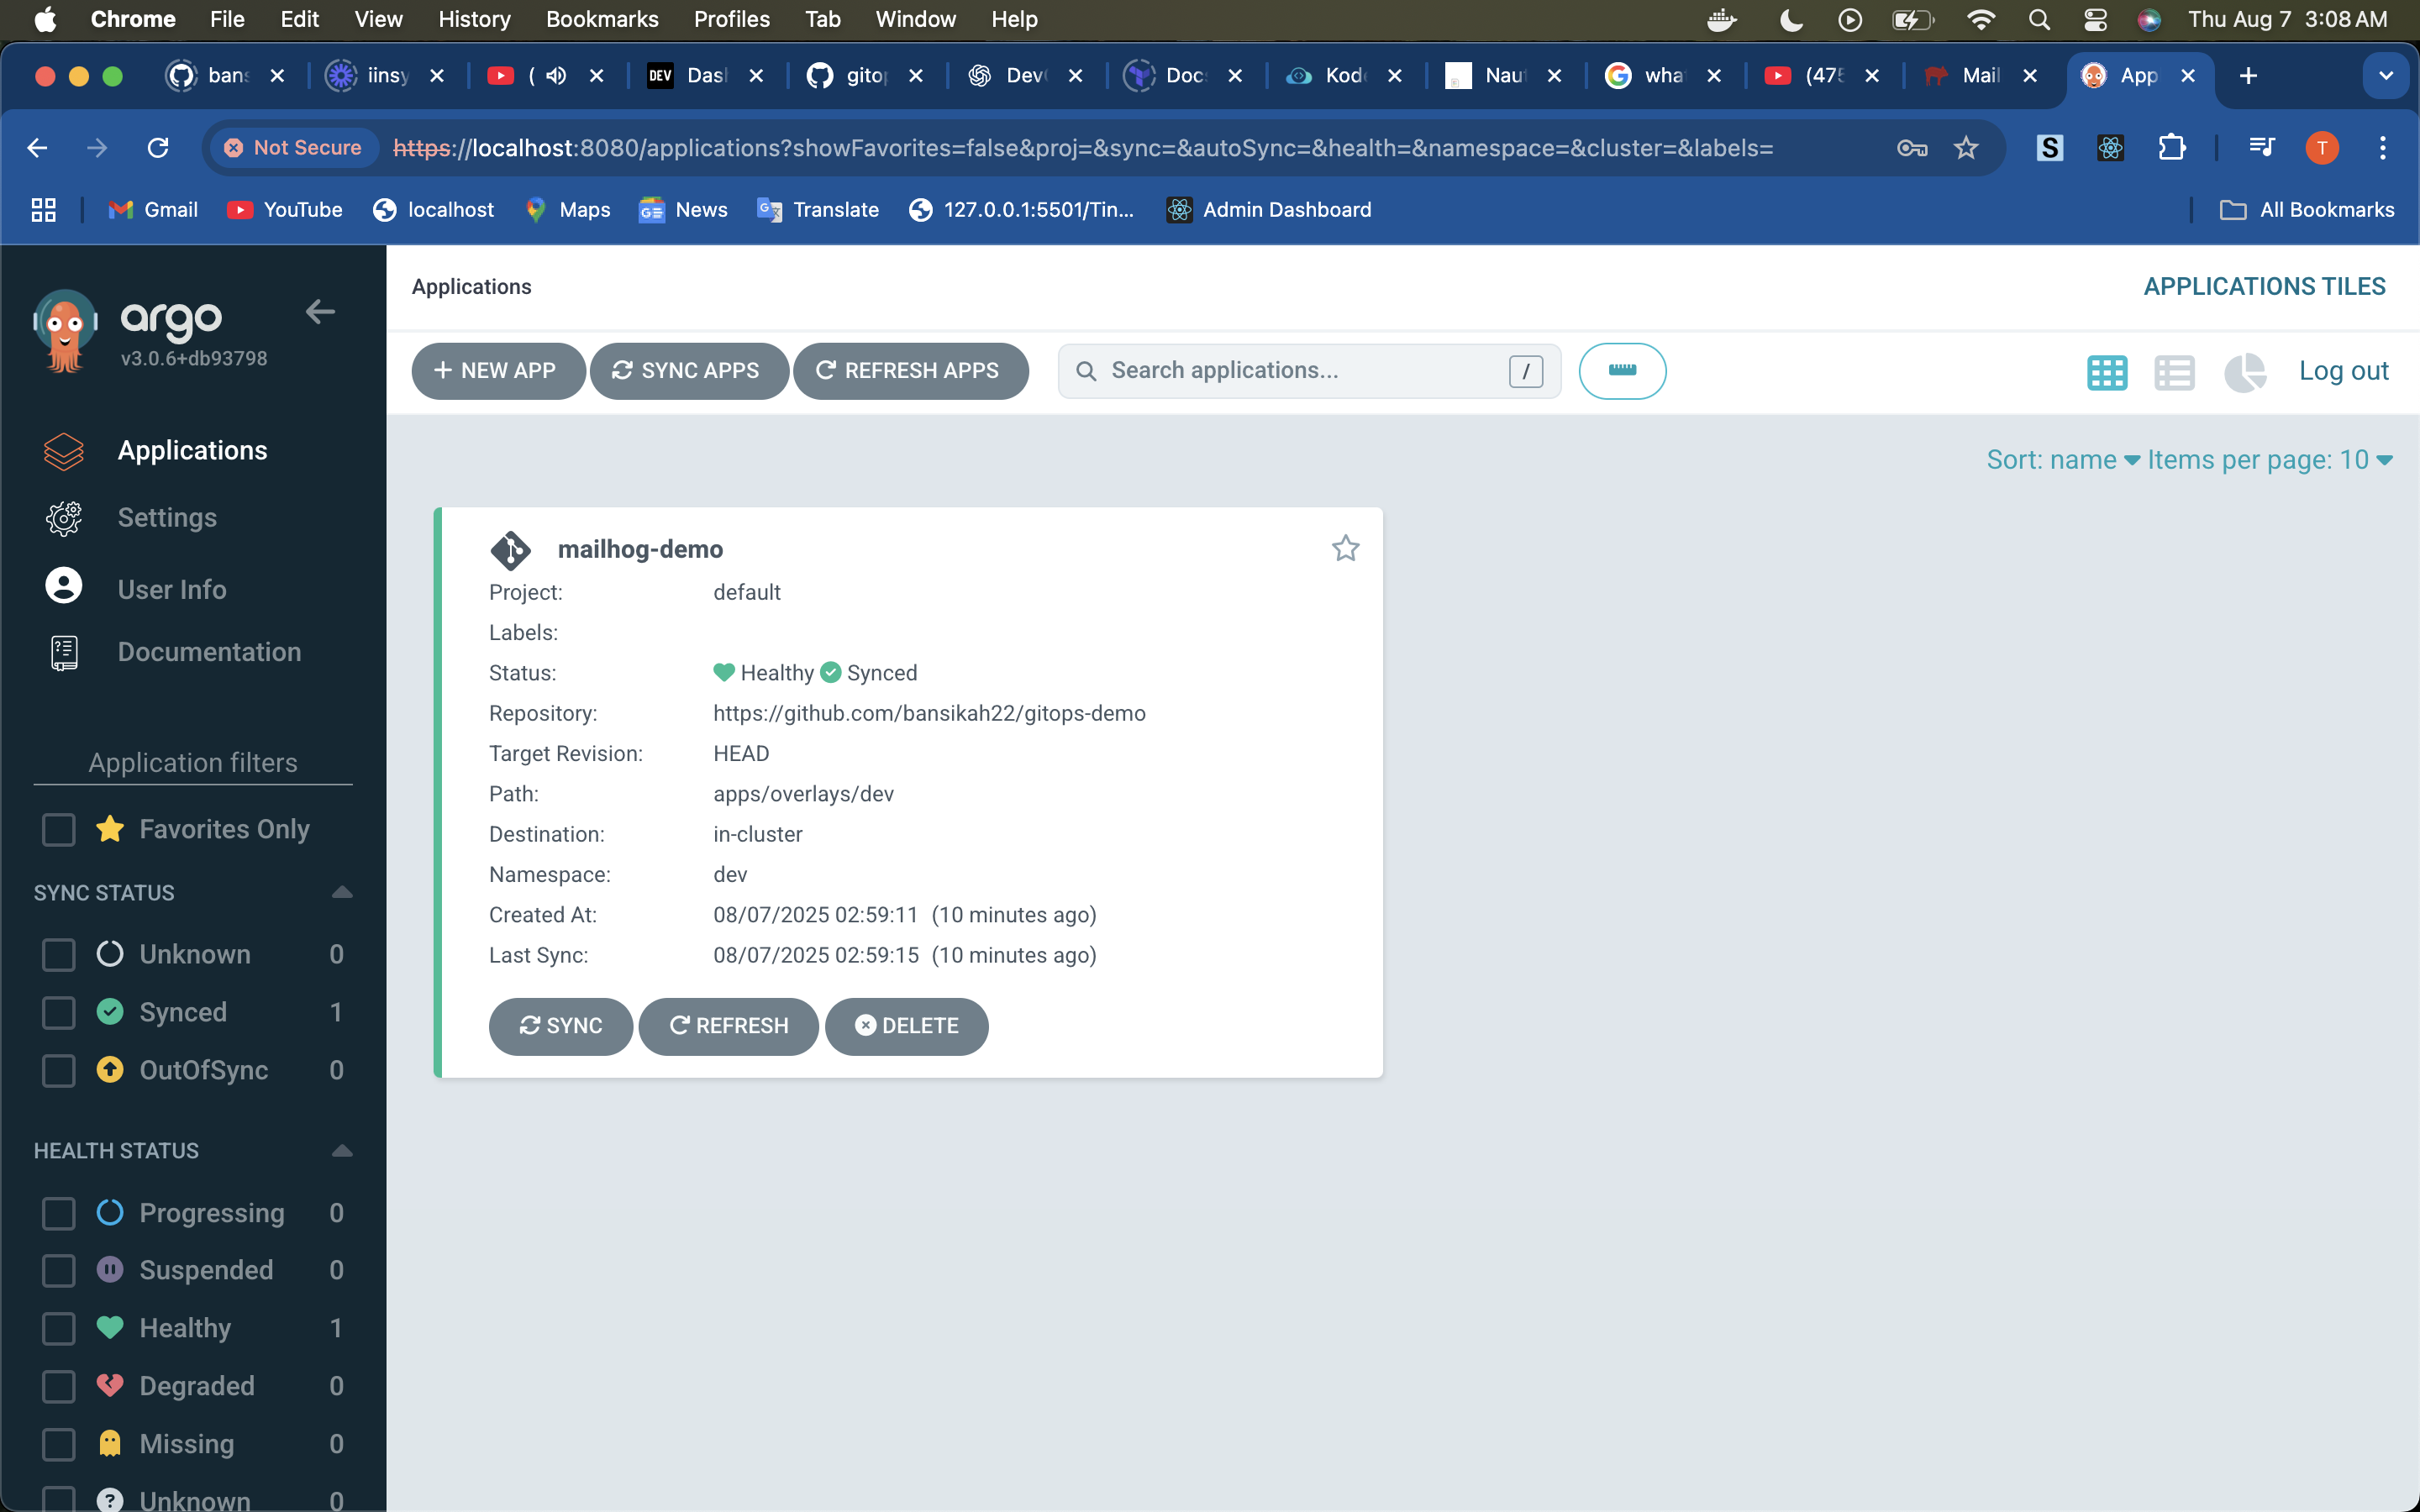 Chrome File Edit View History Bookmarks Profiles Tab Window Help Thu Aug 7 3:08 AM
bans iinsy ( DEV Das gitop Dev Doc Kod Nau wha (475 Mail App
Not Secure https://localhost:8080/applications?showFavorites=false&proj=&sync=&autoSync=&health=&namespace=&cluster=&labels= S T
Gmail YouTube localhost Maps News Translate 127.0.0.1:5501/Tin... Admin Dashboard All Bookmarks
argo
v3.0.6+db93798
Applications
Settings
User Info
Documentation
Application filters
Favorites Only
SYNC STATUS
Unknown 0
Synced 1
OutOfSync 0
HEALTH STATUS
Progressing 0
Suspended 0
Healthy 1
Degraded 0
Missing 0
Unknown 0
Applications APPLICATIONS TILES
+ NEW APP SYNC APPS REFRESH APPS Search applications... / Log out
Sort: name Items per page: 10
mailhog-demo
Project: default
Labels:
Status: Healthy Synced
Repository: https://github.com/bansikah22/gitops-demo
Target Revision: HEAD
Path: apps/overlays/dev
Destination: in-cluster
Namespace: dev
Created At: 08/07/2025 02:59:11 (10 minutes ago)
Last Sync: 08/07/2025 02:59:15 (10 minutes ago)
SYNC REFRESH DELETE